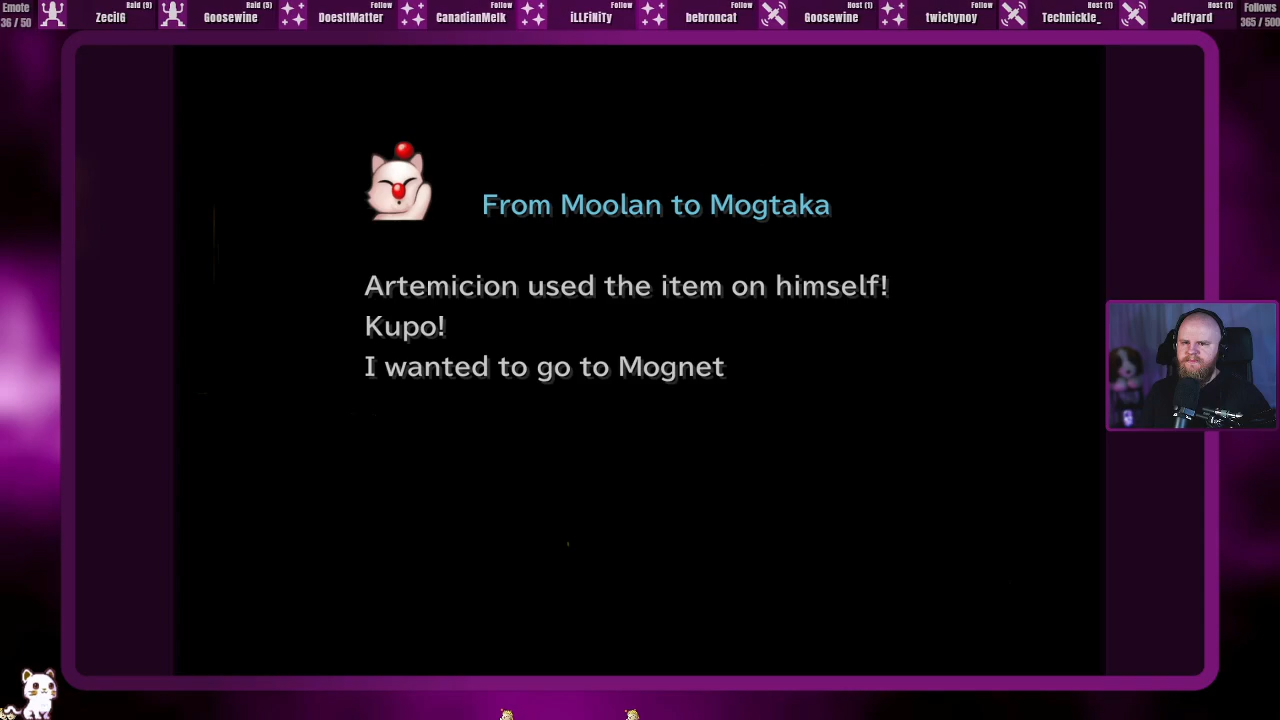 Emote
36 / 50
Raid (9)
ZecilG
Raid (5)
Goosewine
Follow
DoesItMatter
Follow
CanadianMelk
Follow
iLLFiNiTy
Follow
bebroncat
Host (1)
Goosewine
Follow
twichynoy
Host (1)
Technickle_
Host (1)
Jeffyard
Follows
365 / 500
From Moolan to Mogtaka
Artemicion used the item on himself!
Kupo!
I wanted to go to Mognet